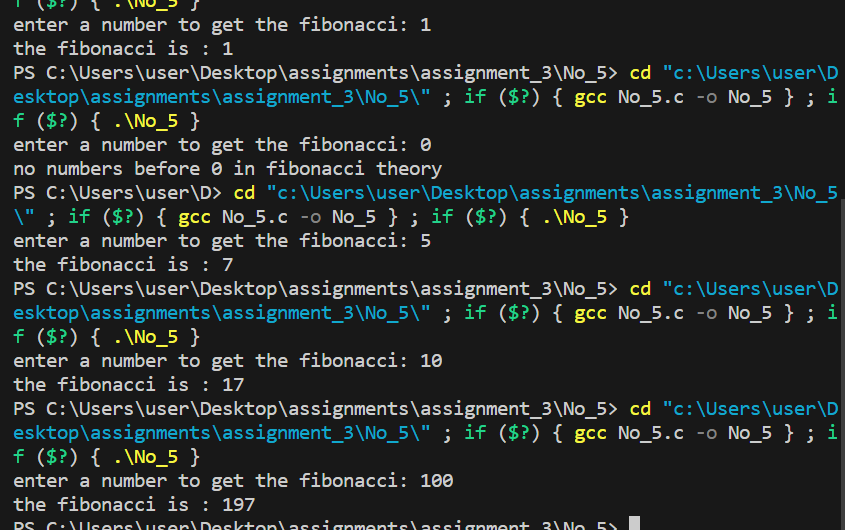 f ($?) { .\No_5 }
enter a number to get the fibonacci: 1
the fibonacci is : 1
PS C:\Users\user\Desktop\assignments\assignment_3\No_5> cd "c:\Users\user\D
esktop\assignments\assignment_3\No_5\" ; if ($?) { gcc No_5.c -o No_5 } ; i
f ($?) { .\No_5 }
enter a number to get the fibonacci: 0
no numbers before 0 in fibonacci theory
PS C:\Users\user\D> cd "c:\Users\user\Desktop\assignments\assignment_3\No_5
\" ; if ($?) { gcc No_5.c -o No_5 } ; if ($?) { .\No_5 }
enter a number to get the fibonacci: 5
the fibonacci is : 7
PS C:\Users\user\Desktop\assignments\assignment_3\No_5> cd "c:\Users\user\D
esktop\assignments\assignment_3\No_5\" ; if ($?) { gcc No_5.c -o No_5 } ; i
f ($?) { .\No_5 }
enter a number to get the fibonacci: 10
the fibonacci is : 17
PS C:\Users\user\Desktop\assignments\assignment_3\No_5> cd "c:\Users\user\D
esktop\assignments\assignment_3\No_5\" ; if ($?) { gcc No_5.c -o No_5 } ; i
f ($?) { .\No_5 }
enter a number to get the fibonacci: 100
the fibonacci is : 197
PS C:\Users\user\Desktop\assignments\assignment_3\No_5>